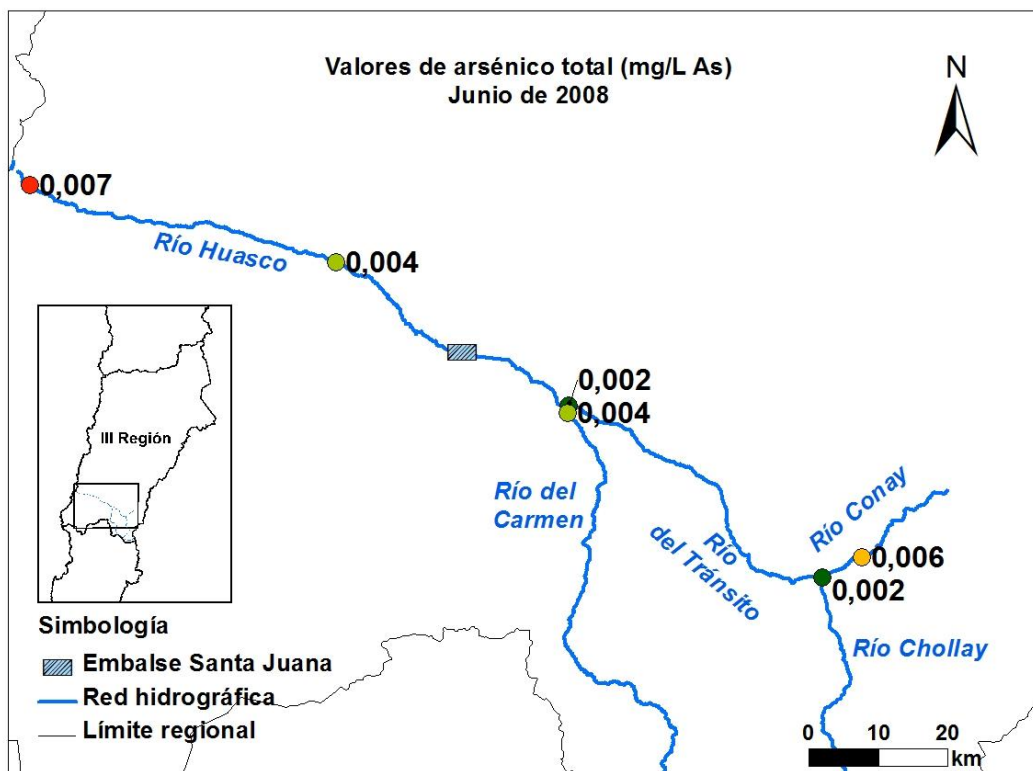 Valores de arsénico total (mg/L As)
Junio de 2008
N
0,007
Río Huasco
0,004
0,002
0,004
III Región
Río del
Carmen
Río
del Tránsito
Río Conay
0,006
0,002
Río Chollay
Simbología
Embalse Santa Juana
Red hidrográfica
Límite regional
0 10 20
km